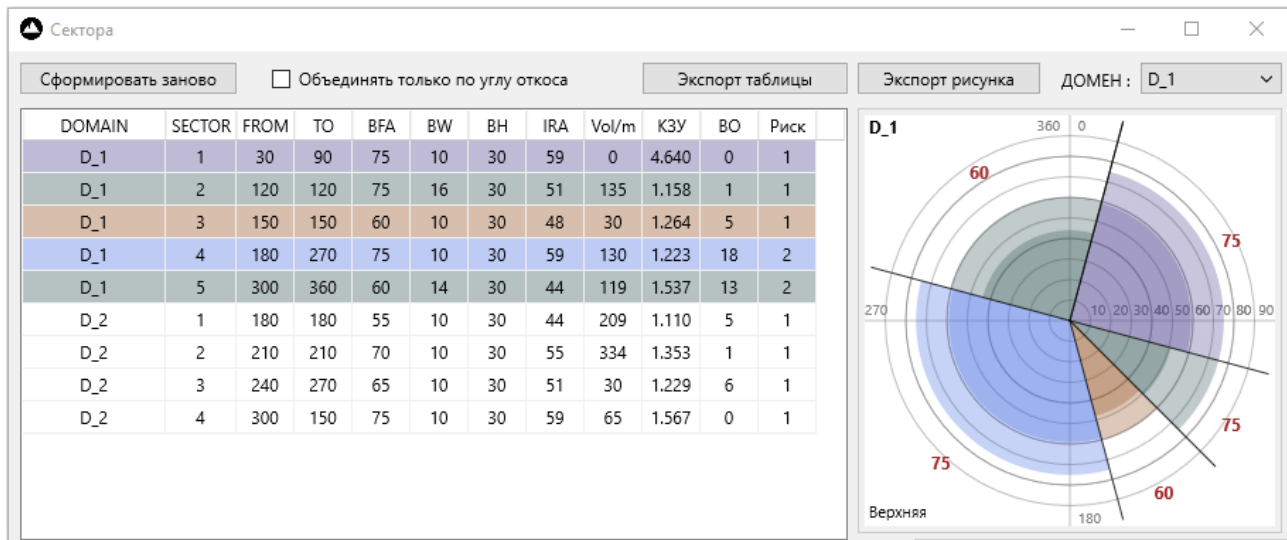 Сектора
Сформировать заново Объединять только по углу откоса Экспорт таблицы Экспорт рисунка ДОМЕН : D_1
DOMAIN SECTOR FROM TO BFA BW BH IRA Vol/m КЗУ ВО Риск
D_1 1 30 90 75 10 30 59 0 4.640 0 1
D_1 2 120 120 75 16 30 51 135 1.158 1 1
D_1 3 150 150 60 10 30 48 30 1.264 5 1
D_1 4 180 270 75 10 30 59 130 1.223 18 2
D_1 5 300 360 60 14 30 44 119 1.537 13 2
D_2 1 180 180 55 10 30 44 209 1.110 5 1
D_2 2 210 210 70 10 30 55 334 1.353 1 1
D_2 3 240 270 65 10 30 51 30 1.229 6 1
D_2 4 300 150 75 10 30 59 65 1.567 0 1
D_1 360 0
60
75
270 10 20 30 40 50 60 70 80 90
75
75
60
Верхняя 180